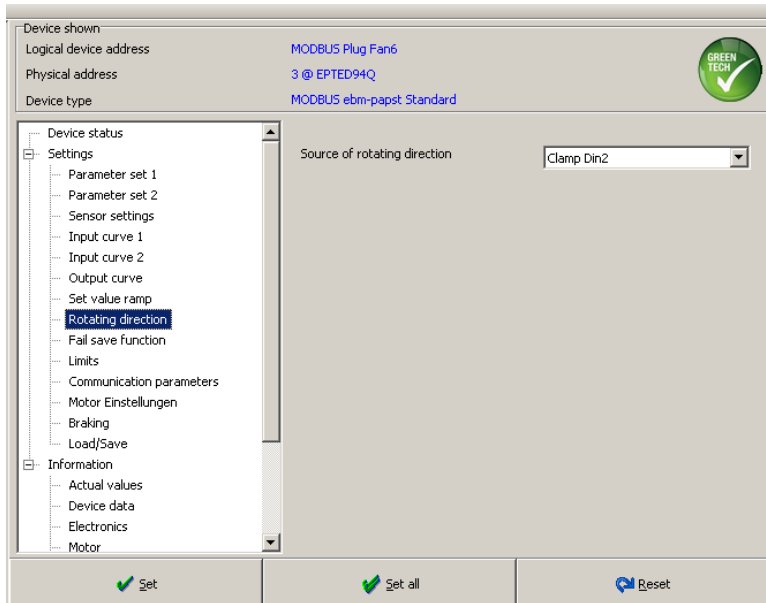 Device shown
Logical device address MODBUS Plug Fan6
Physical address 3 @ EPTED94Q
Device type MODBUS ebm-papst Standard
GREEN
TECH
Device status
Settings
Source of rotating direction Clamp Din2
Parameter set 1
Parameter set 2
Sensor settings
Input curve 1
Input curve 2
Output curve
Set value ramp
Rotating direction
Fail save function
Limits
Communication parameters
Motor Einstellungen
Braking
Load/Save
Information
Actual values
Device data
Electronics
Motor
Set Set all Reset